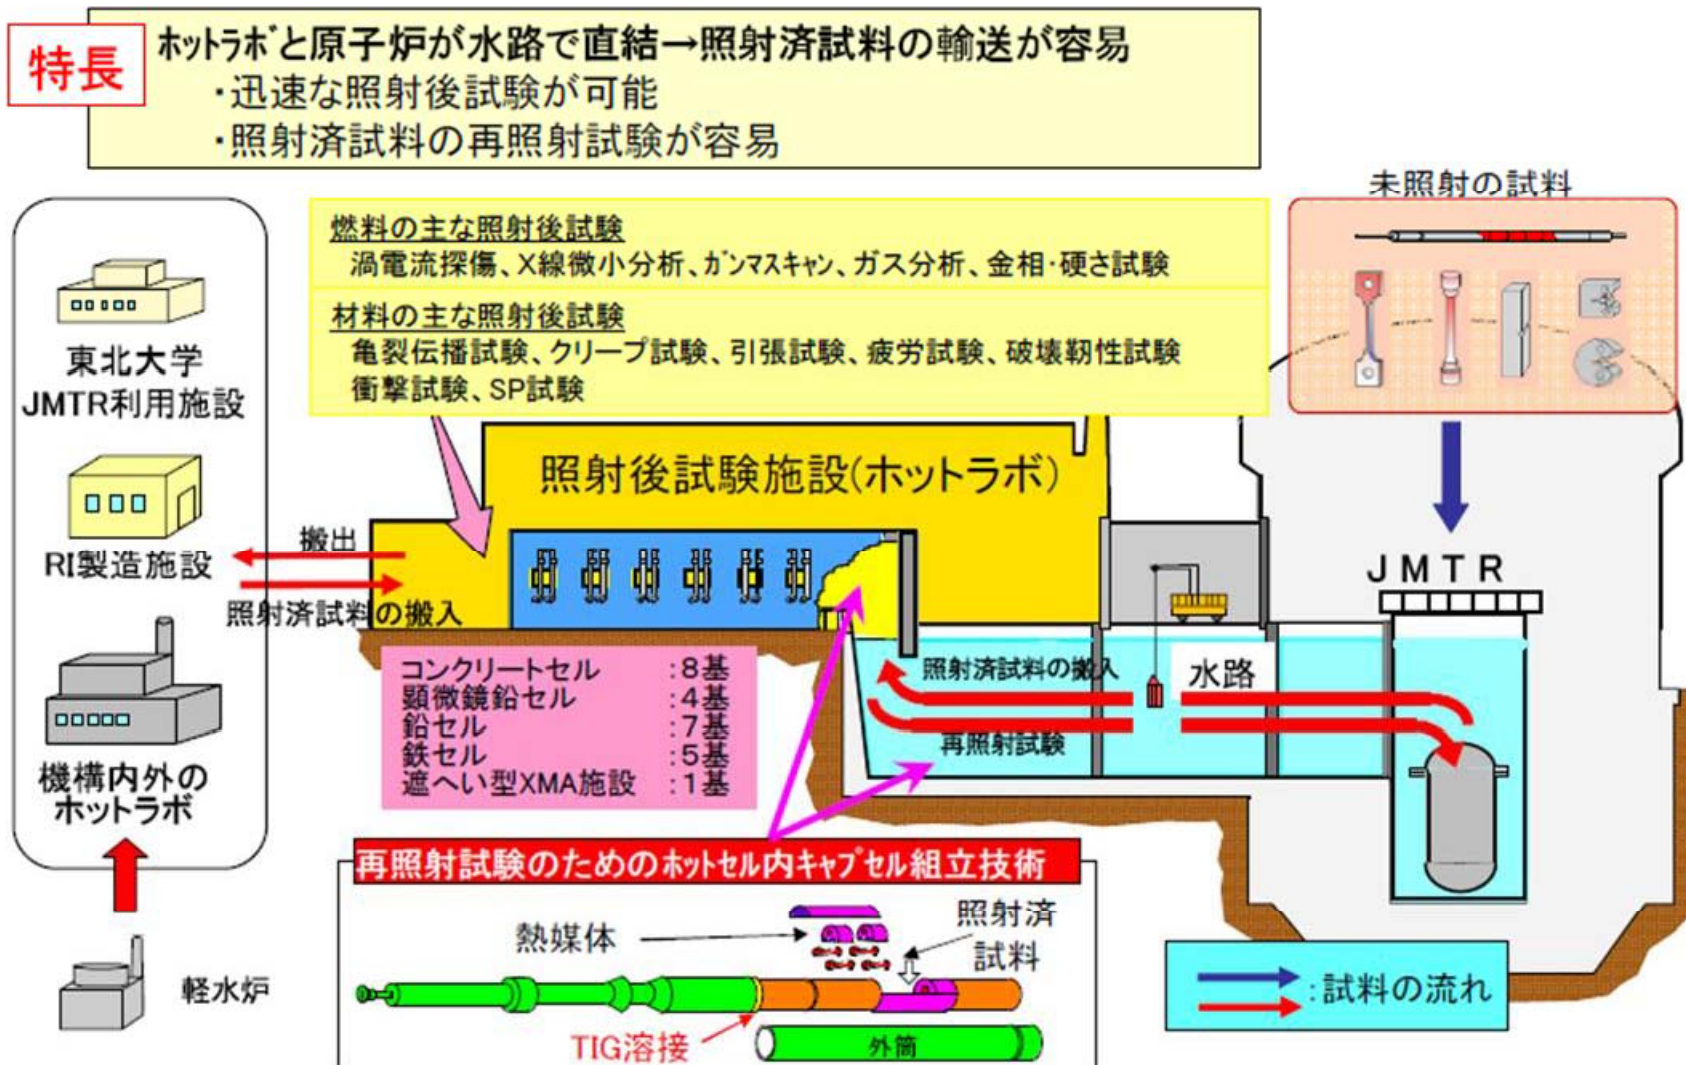 特長
ホットラボと原子炉が水路で直結→照射済試料の輸送が容易
・迅速な照射後試験が可能
・照射済試料の再照射試験が容易
未照射の試料
燃料の主な照射後試験
渦電流探傷、X線微小分析、ガンマスキャン、ガス分析、金相・硬さ試験
材料の主な照射後試験
亀裂伝播試験、クリープ試験、引張試験、疲労試験、破壊靭性試験
衝撃試験、SP試験
東北大学
JMTR利用施設
RI製造施設
機構内外の
ホットラボ
軽水炉
搬出
照射済試料の搬入
照射後試験施設(ホットラボ)
JMTR
コンクリートセル :8基
顕微鏡鉛セル :4基
鉛セル :7基
鉄セル :5基
遮へい型XMA施設 :1基
照射済試料の搬入
水路
再照射試験
再照射試験のためのホットセル内キャプセル組立技術
熱媒体
照射済
試料
TIG溶接
外筒
:試料の流れ